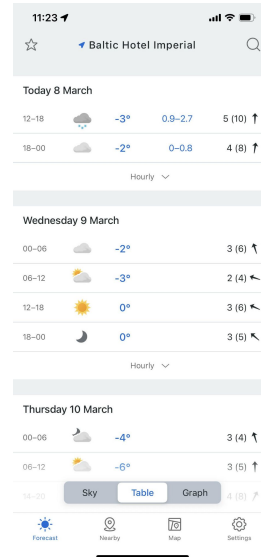 11:23
Baltic Hotel Imperial
Today 8 March
12–18 -3° 0.9–2.7 5 (10)
18–00 -2° 0–0.8 4 (8)
Hourly
Wednesday 9 March
00–06 -2° 3 (6)
06–12 -3° 2 (4)
12–18 0° 3 (6)
18–00 0° 3 (5)
Hourly
Thursday 10 March
00–06 -4° 3 (4)
06–12 -6° 3 (5)
Sky Table Graph
4 (8)
Forecast Nearby Map Settings